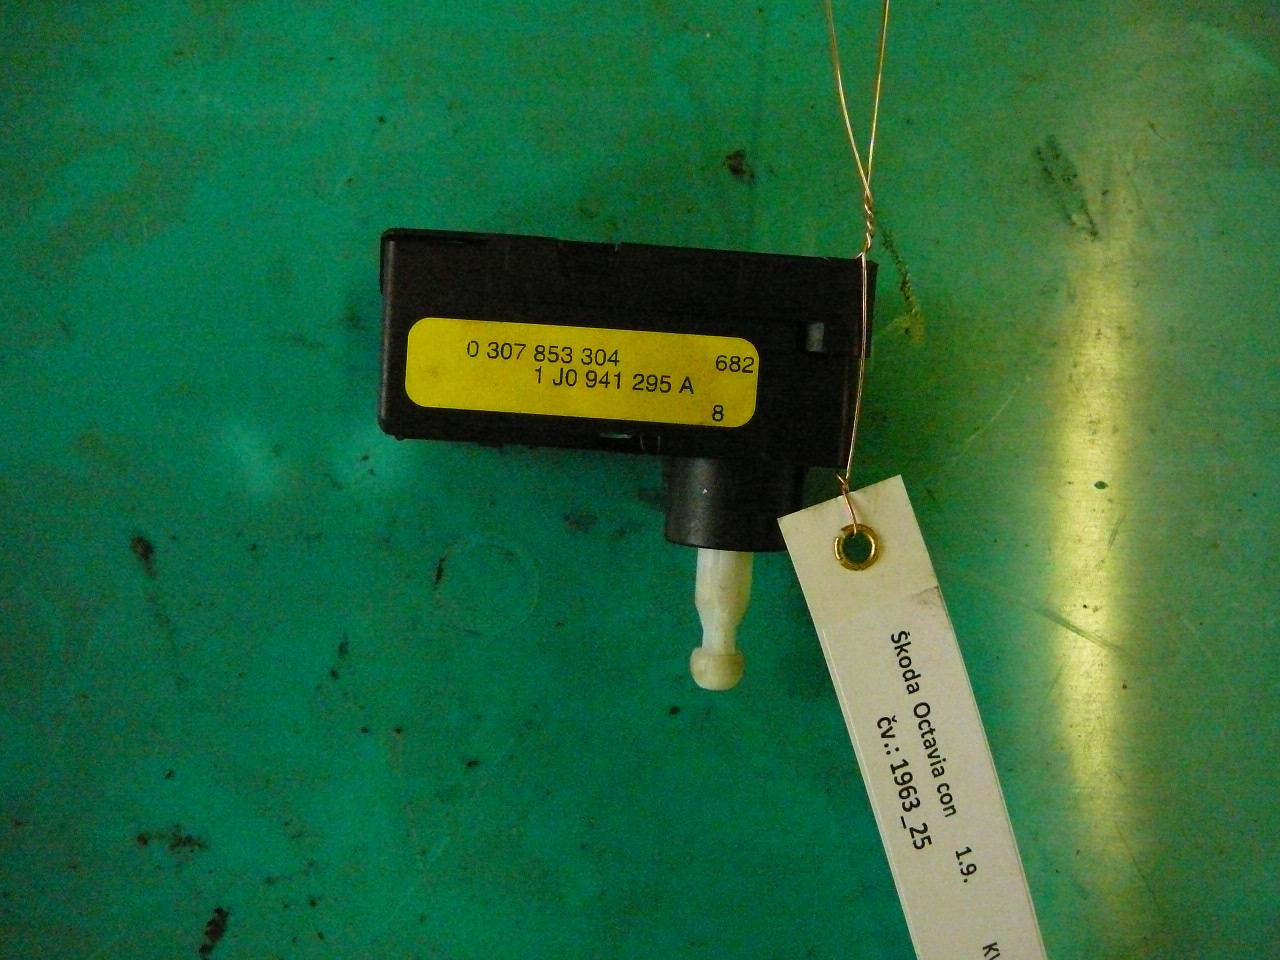 0 307 853 304 682
1 J0 941 295 A
8
Škoda Octavia con 1.9.
čv.: 1963_25